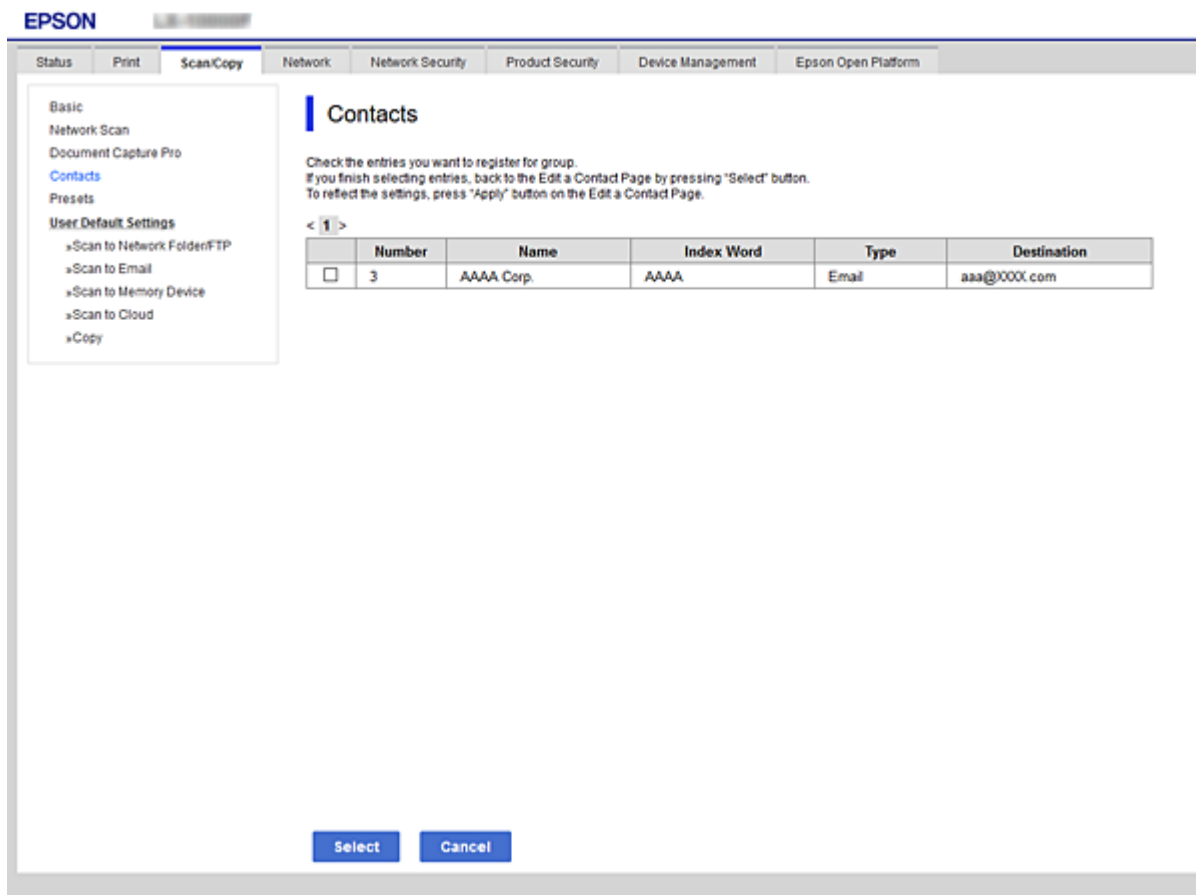 EPSON
Status Print Scan/Copy Network Network Security Product Security Device Management Epson Open Platform
Basic
Network Scan
Document Capture Pro
Contacts
Presets
User Default Settings
»Scan to Network Folder/FTP
»Scan to Email
»Scan to Memory Device
»Scan to Cloud
»Copy
Contacts
Check the entries you want to register for group.
If you finish selecting entries, back to the Edit a Contact Page by pressing "Select" button.
To reflect the settings, press "Apply" button on the Edit a Contact Page.
< 1 >
Number Name Index Word Type Destination
3 AAAA Corp. AAAA Email aaa@XXXX.com
Select Cancel